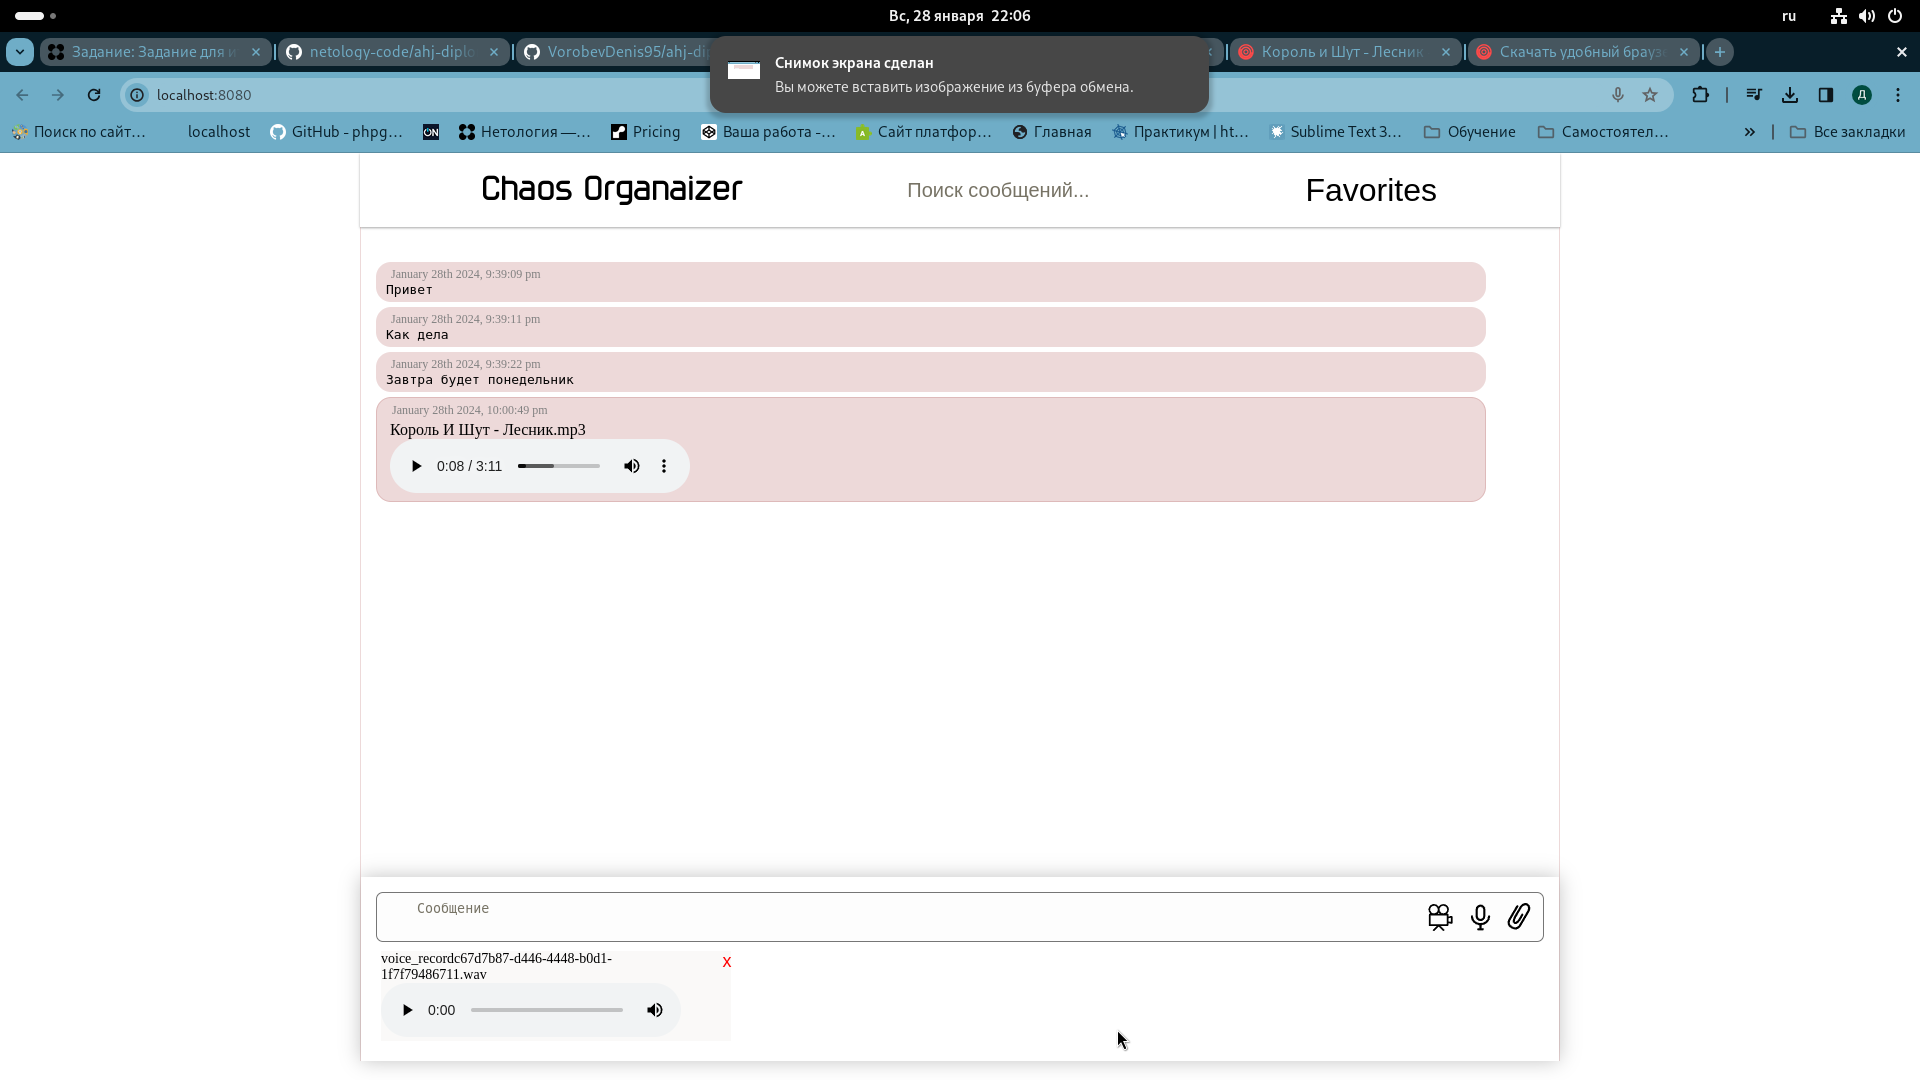 Вс, 28 января 22:06
ru
Задание: Задание для и
netology-code/ahj-diplo
VorobevDenis95/ahj-di
Король и Шут - Лесник
Скачать удобный брауз
Снимок экрана сделан
Вы можете вставить изображение из буфера обмена.
localhost:8080
Д
Поиск по сайт…
localhost
GitHub - phpg…
ON
Нетология —…
Pricing
Ваша работа -…
Сайт платфор…
Главная
Практикум | ht…
Sublime Text 3…
Обучение
Самостоятел…
Все закладки
Chaos Organaizer
Поиск сообщений...
Favorites
January 28th 2024, 9:39:09 pm
Привет
January 28th 2024, 9:39:11 pm
Как дела
January 28th 2024, 9:39:22 pm
Завтра будет понедельник
January 28th 2024, 10:00:49 pm
Король И Шут - Лесник.mp3
0:08 / 3:11
Сообщение
voice_recordc67d7b87-d446-4448-b0d1-
1f7f79486711.wav
X
0:00